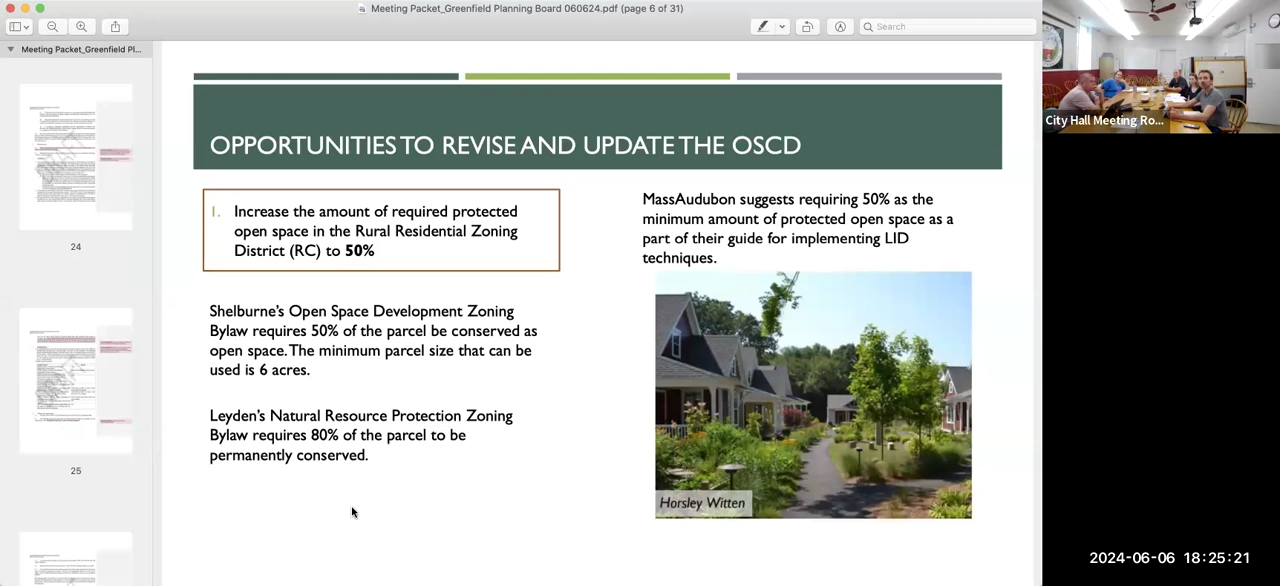 Meeting Packet_Greenfield Planning Board 060624.pdf (page 6 of 31)
Search
Meeting Packet_Greenfield Pl...
24
25
OPPORTUNITIES TO REVISE AND UPDATE THE OSCD
1. Increase the amount of required protected
open space in the Rural Residential Zoning
District (RC) to 50%
Shelburne's Open Space Development Zoning
Bylaw requires 50% of the parcel be conserved as
open space. The minimum parcel size that can be
used is 6 acres.
Leyden's Natural Resource Protection Zoning
Bylaw requires 80% of the parcel to be
permanently conserved.
MassAudubon suggests requiring 50% as the
minimum amount of protected open space as a
part of their guide for implementing LID
techniques.
Horsley Witten
City Hall Meeting Ro...
2024-06-06 18:25:21